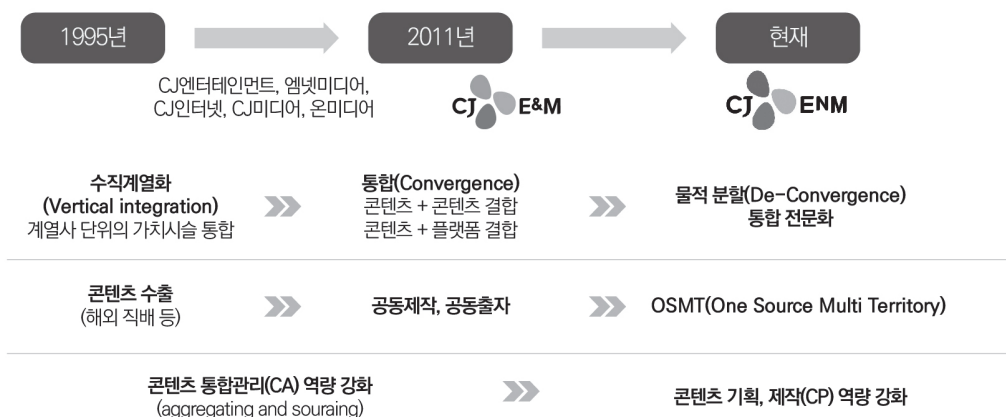 1995년
2011년
현재
CJ엔터테인먼트, 엠넷미디어,
CJ인터넷, CJ미디어, 온미디어
CJ E&M
CJ ENM
수직계열화
(Vertical integration)
계열사 단위의 가치시슬 통합
통합(Convergence)
콘텐츠 + 콘텐츠 결합
콘텐츠 + 플랫폼 결합
물적 분할(De-Convergence)
통합 전문화
콘텐츠 수출
(해외 직배 등)
공동제작, 공동출자
OSMT(One Source Multi Territory)
콘텐츠 통합관리(CA) 역량 강화
(aggregating and souraing)
콘텐츠 기획, 제작(CP) 역량 강화